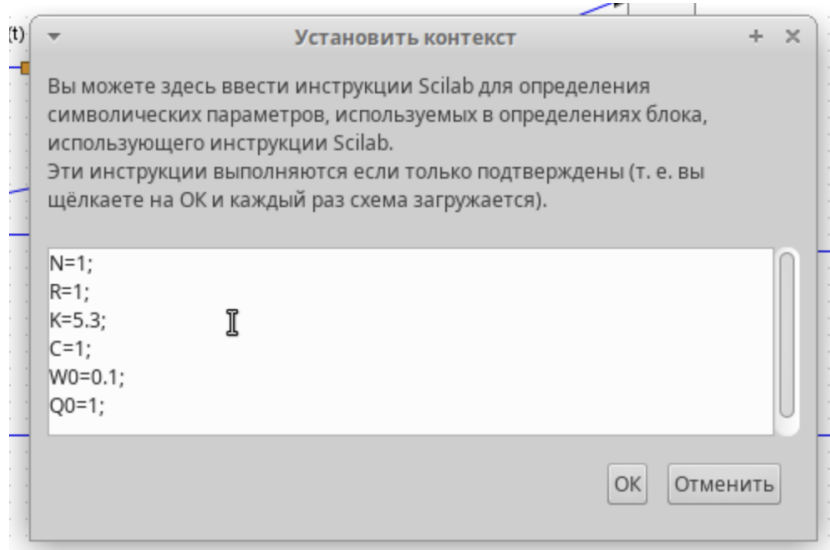 (t)
Установить контекст
Вы можете здесь ввести инструкции Scilab для определения
символических параметров, используемых в определениях блока,
использующего инструкции Scilab.
Эти инструкции выполняются если только подтверждены (т. е. вы
щёлкаете на ОК и каждый раз схема загружается).
N=1;
R=1;
K=5.3;
C=1;
W0=0.1;
Q0=1;
ОК
Отменить